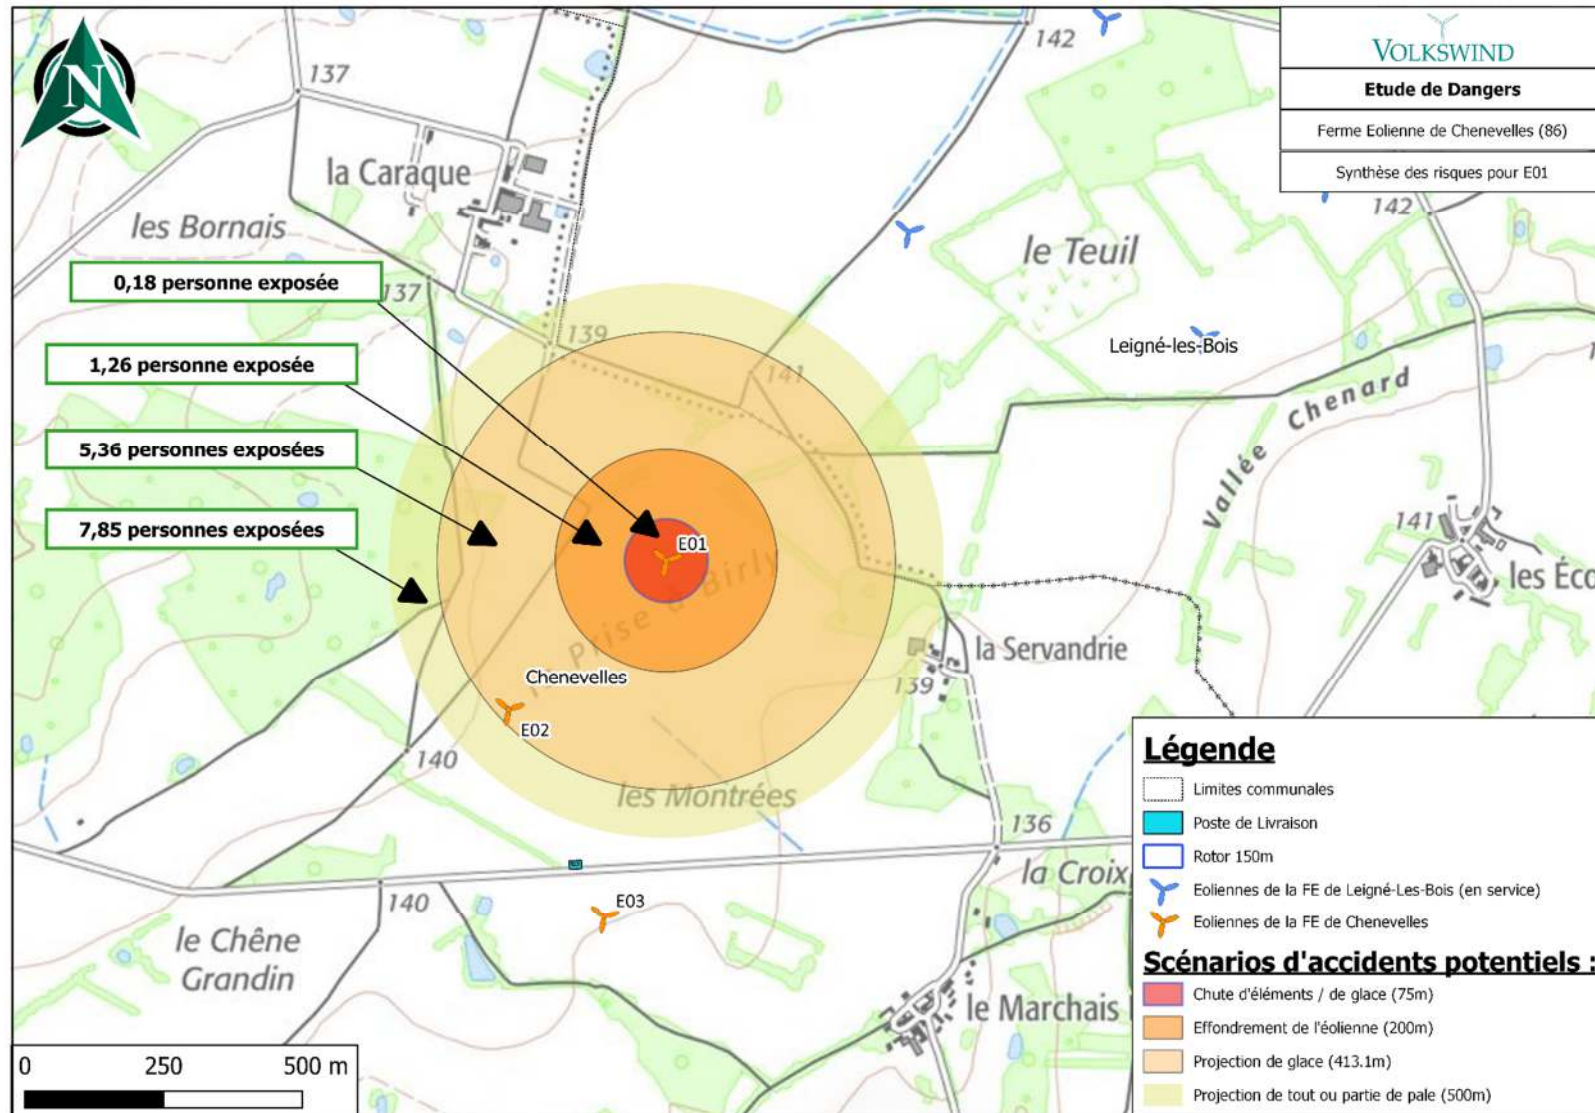 N
VOLKSWIND
Etude de Dangers
Ferme Eolienne de Chenevelles (86)
Synthèse des risques pour E01
142
137
la Caraque
les Bornais
142
le Teuil
0,18 personne exposée
137
139
1,26 personne exposée
141
Leigné-les-Bois
Vallée Chenard
5,36 personnes exposées
7,85 personnes exposées
E01
141
les Éco
la Prise à Birly
la Servandrie
139
Chenevelles
E02
140
les Montrées
136
la Croix
140
E03
le Chêne
Grandin
le Marchais
Légende
Limites communales
Poste de Livraison
Rotor 150m
Eoliennes de la FE de Leigné-Les-Bois (en service)
Eoliennes de la FE de Chenevelles
Scénarios d'accidents potentiels :
Chute d'éléments / de glace (75m)
Effondrement de l'éolienne (200m)
Projection de glace (413.1m)
Projection de tout ou partie de pale (500m)
0 250 500 m